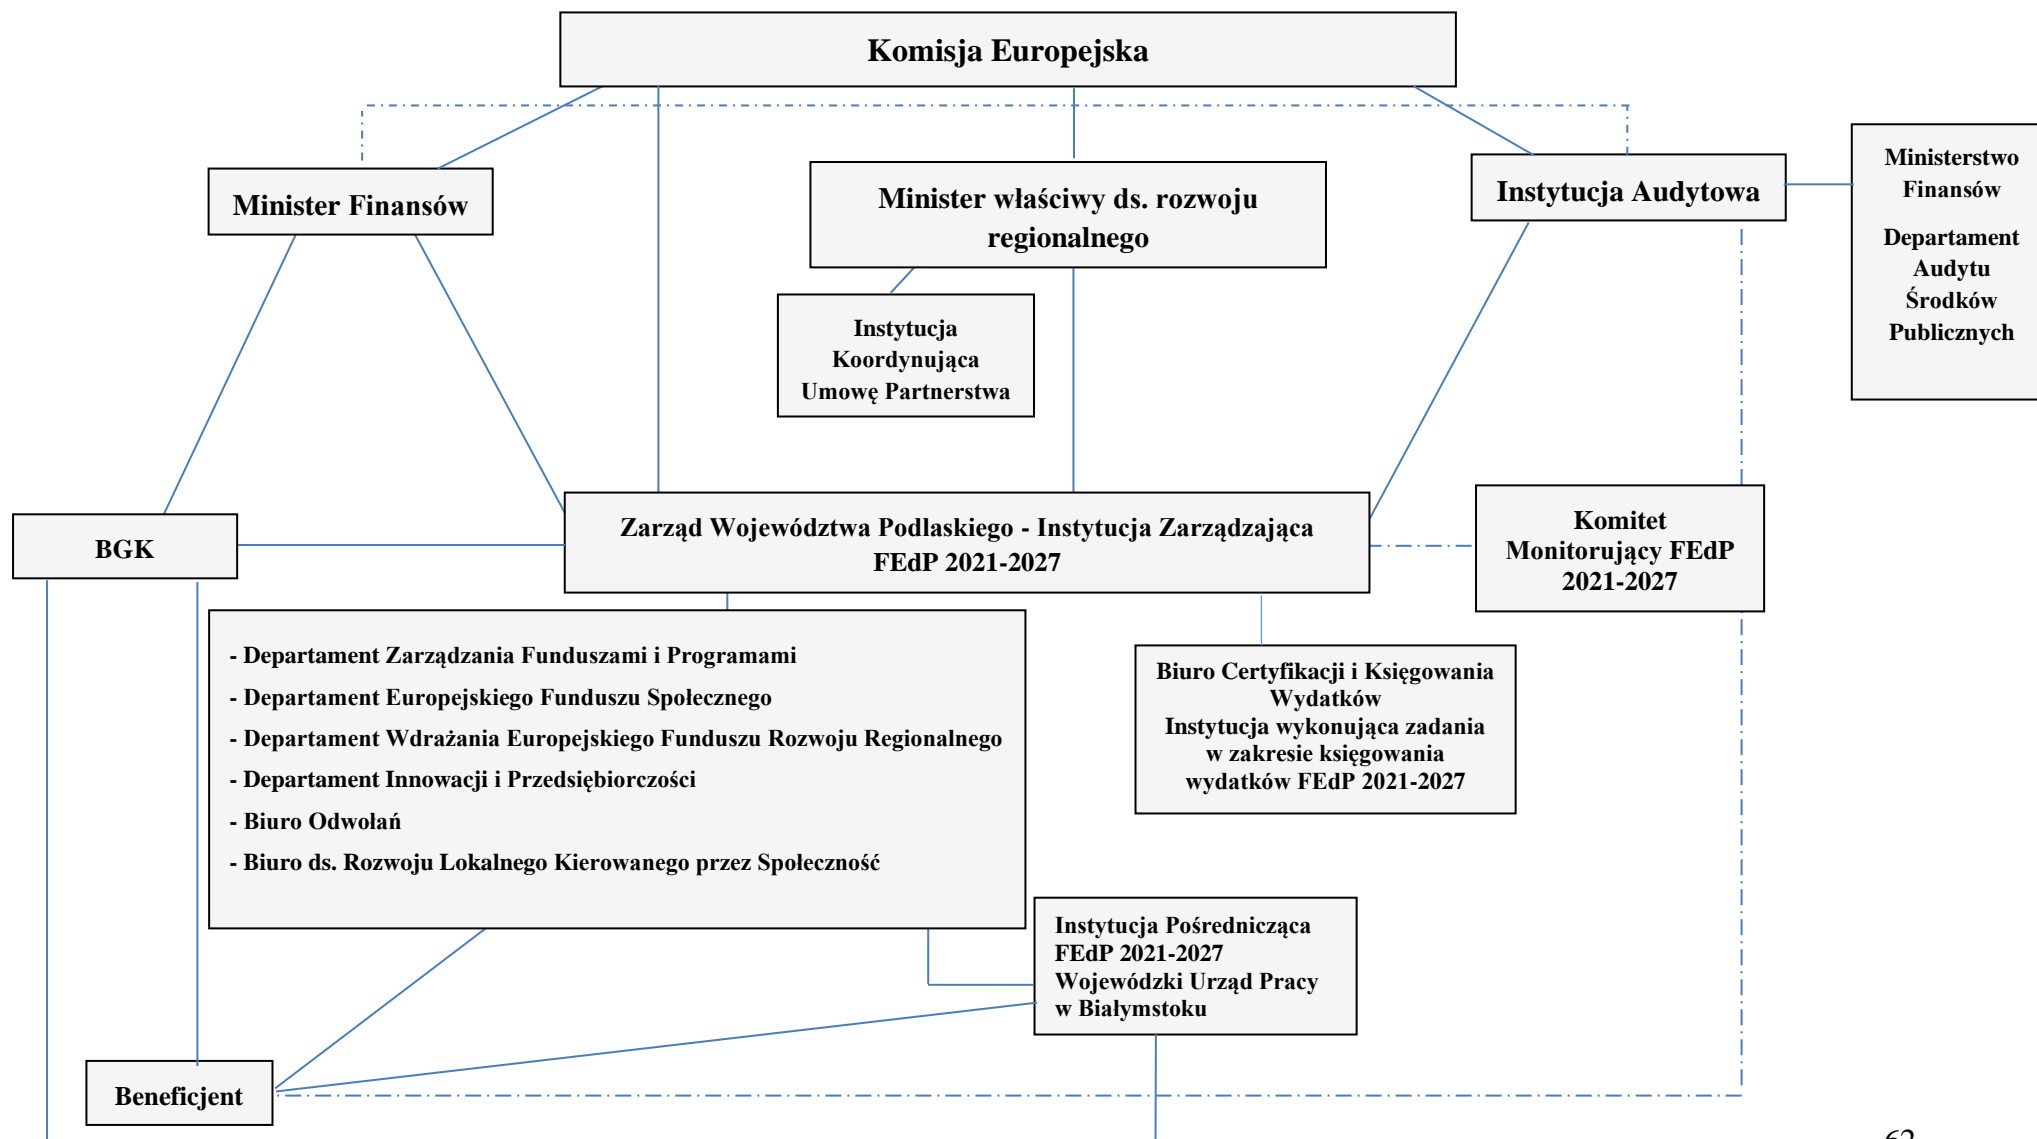 Komisja Europejska
Minister Finansów
Minister właściwy ds. rozwoju
regionalnego
Instytucja Audytowa
Ministerstwo
Finansów
Departament
Audytu
Środków
Publicznych
Instytucja
Koordynująca
Umowę Partnerstwa
BGK
Zarząd Województwa Podlaskiego - Instytucja Zarządzająca
FEdP 2021-2027
Komitet
Monitorujący FEdP
2021-2027
- Departament Zarządzania Funduszami i Programami
- Departament Europejskiego Funduszu Społecznego
- Departament Wdrażania Europejskiego Funduszu Rozwoju Regionalnego
- Departament Innowacji i Przedsiębiorczości
- Biuro Odwołań
- Biuro ds. Rozwoju Lokalnego Kierowanego przez Społeczność
Biuro Certyfikacji i Księgowania
Wydatków
Instytucja wykonująca zadania
w zakresie księgowania
wydatków FEdP 2021-2027
Instytucja Pośrednicząca
FEdP 2021-2027
Wojewódzki Urząd Pracy
w Białymstoku
Beneficjent